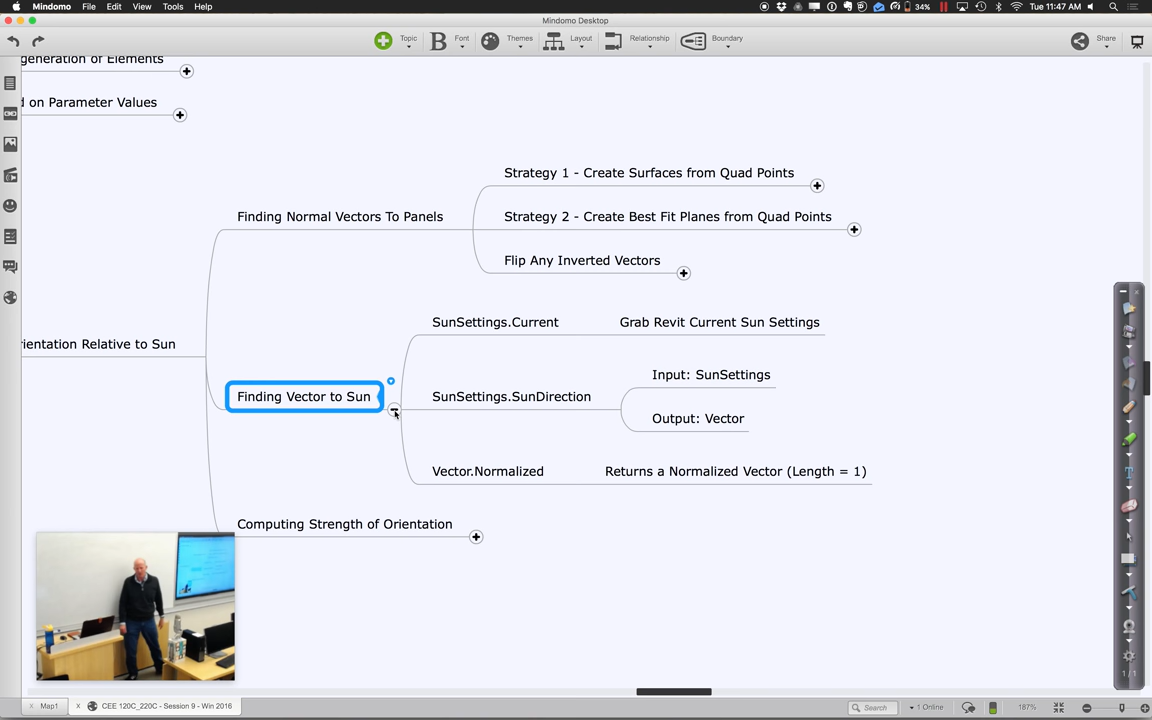 Mindomo File Edit View Tools Help
34% Tue 11:47 AM
Mindomo Desktop
Topic Font Themes Layout Relationship Boundary Share
generation of Elements
d on Parameter Values
Strategy 1 - Create Surfaces from Quad Points
Finding Normal Vectors To Panels
Strategy 2 - Create Best Fit Planes from Quad Points
Flip Any Inverted Vectors
SunSettings.Current
Grab Revit Current Sun Settings
rientation Relative to Sun
Input: SunSettings
Finding Vector to Sun
SunSettings.SunDirection
Output: Vector
Vector.Normalized
Returns a Normalized Vector (Length = 1)
Computing Strength of Orientation
1 / 1
x Map1 x CEE 120C_220C - Session 9 - Win 2016 Search 1 Online 187%